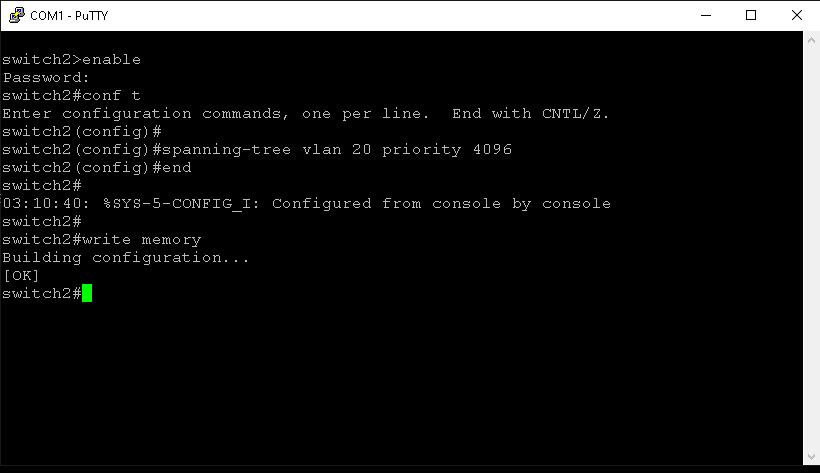 COM1 - PuTTY
switch2>enable
Password:
switch2#conf t
Enter configuration commands, one per line.  End with CNTL/Z.
switch2(config)#
switch2(config)#spanning-tree vlan 20 priority 4096
switch2(config)#end
switch2#
03:10:40: %SYS-5-CONFIG_I: Configured from console by console
switch2#
switch2#write memory
Building configuration...
[OK]
switch2#